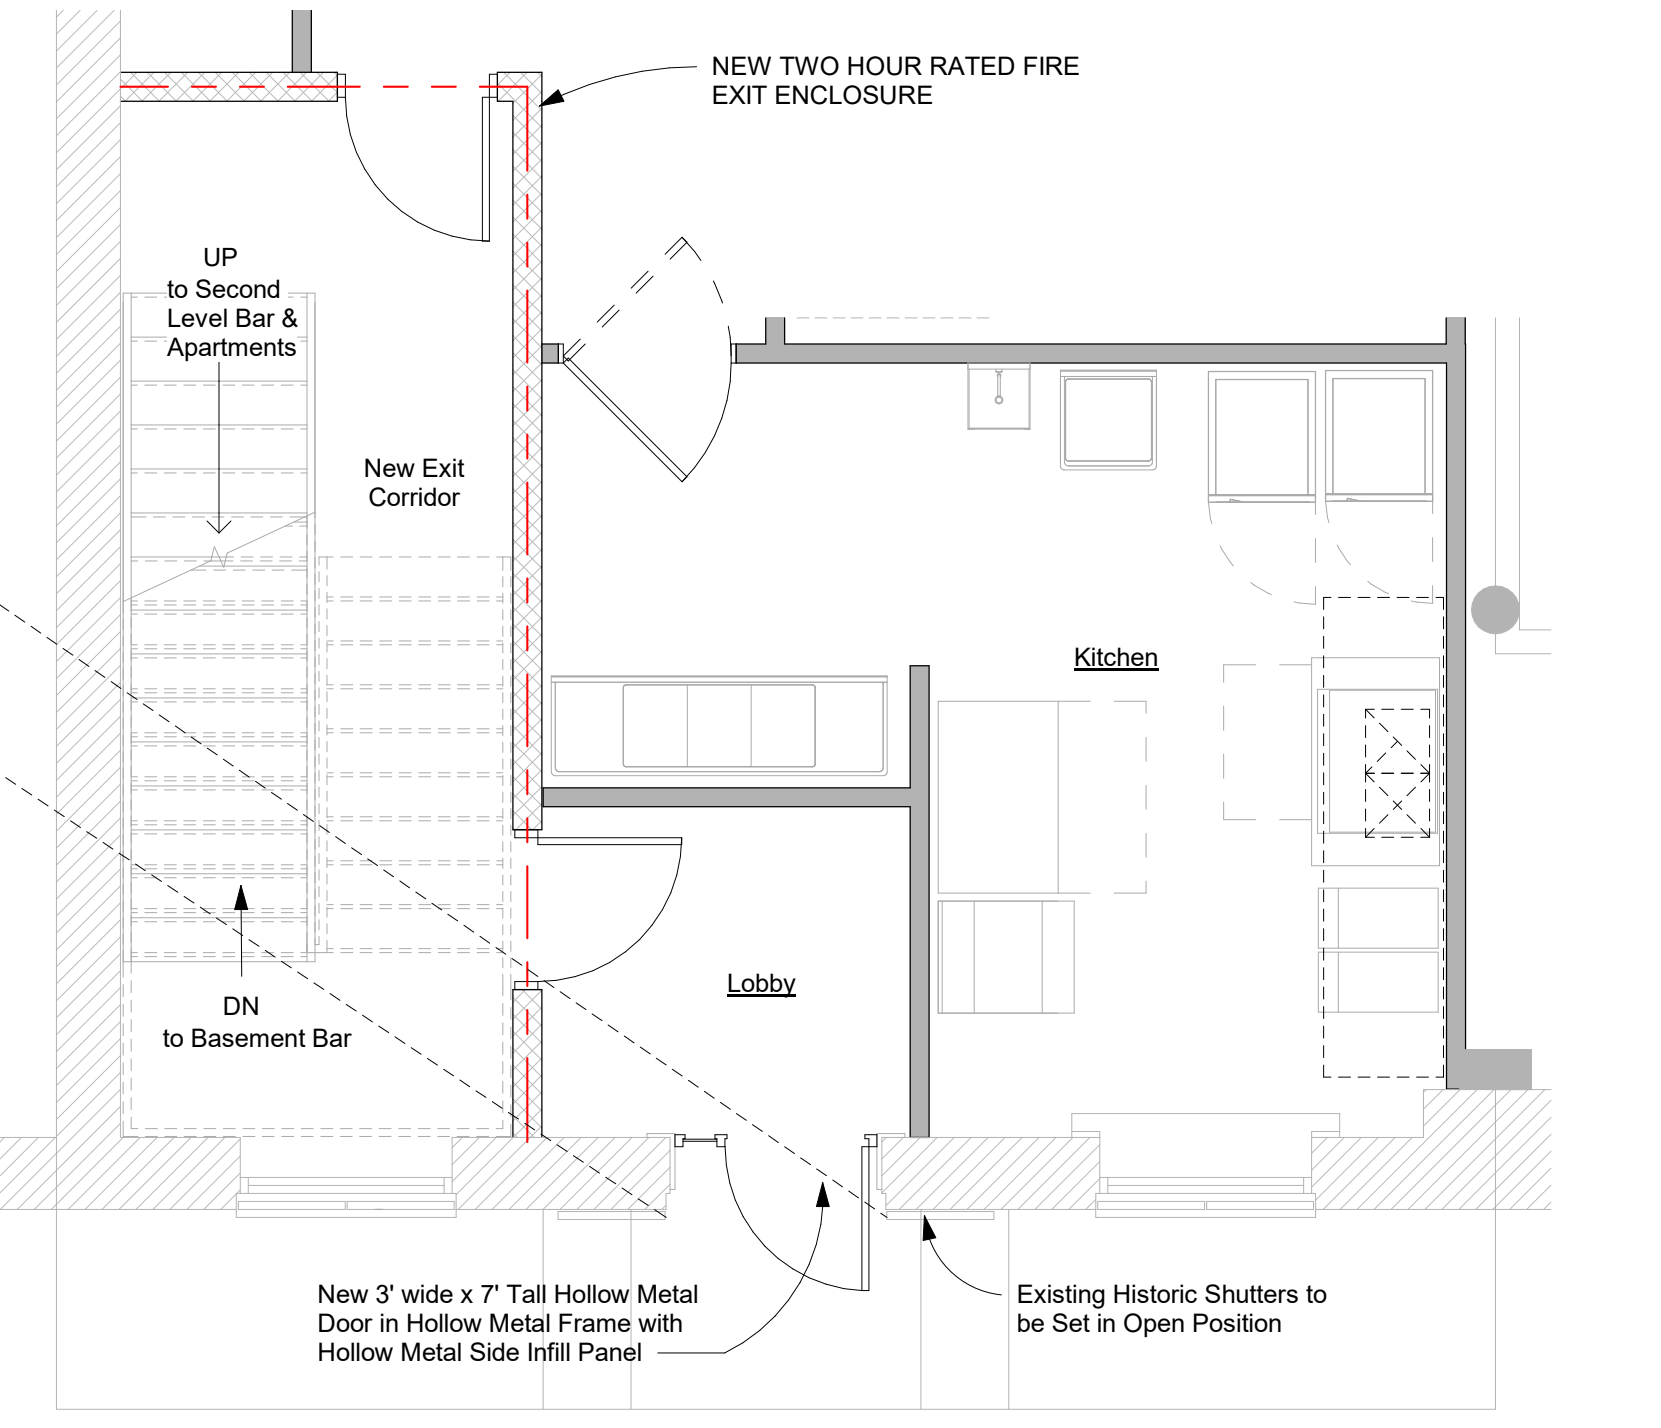 NEW TWO HOUR RATED FIRE
EXIT ENCLOSURE
UP
to Second
Level Bar &
Apartments
New Exit
Corridor
Kitchen
Lobby
DN
to Basement Bar
New 3' wide x 7' Tall Hollow Metal
Door in Hollow Metal Frame with
Hollow Metal Side Infill Panel
Existing Historic Shutters to
be Set in Open Position